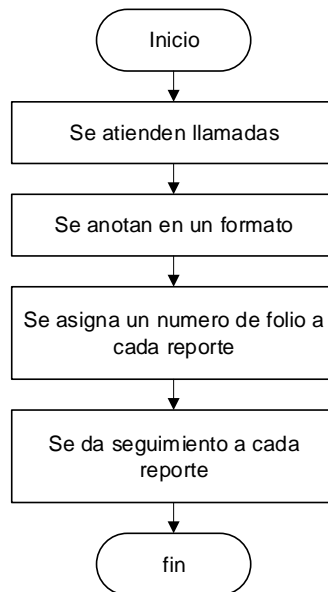 Inicio
Se atienden llamadas
Se anotan en un formato
Se asigna un numero de folio a
cada reporte
Se da seguimiento a cada
reporte
fin